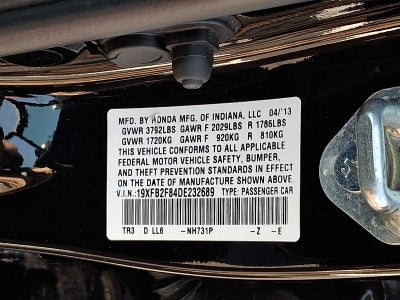 MFD. BY HONDA MFG. OF INDIANA, LLC 04/13
GVWR 3792LBS GAWR F 2029LBS R 1786LBS
GVWR 1720KG GAWR F 920KG R 810KG
THIS VEHICLE CONFORMS TO ALL APPLICABLE
FEDERAL MOTOR VEHICLE SAFETY, BUMPER,
AND THEFT PREVENTION STANDARDS IN EFFECT
ON THE DATE OF MANUFACTURE SHOWN ABOVE.
V.I.N.: 19XFB2F84DE232689 TYPE: PASSENGER CAR
TR3 D LL6 -NH731P -Z -E